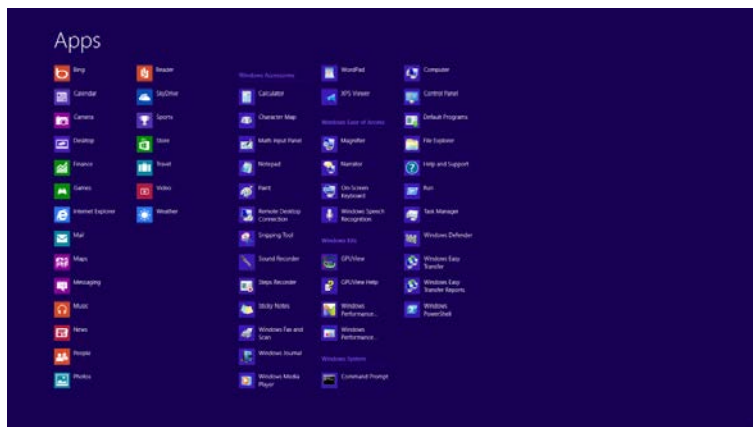 Apps
Bing
Calendar
Camera
Desktop
Finance
Games
Internet Explorer
Mail
Maps
Messaging
Music
News
People
Photos
Reader
SkyDrive
Sports
Store
Travel
Video
Weather
Windows Accessories
Calculator
Character Map
Math Input Panel
Notepad
Paint
Remote Desktop
Connection
Snipping Tool
Sound Recorder
Steps Recorder
Sticky Notes
Windows Fax and
Scan
Windows Journal
Windows Media
Player
WordPad
XPS Viewer
Windows Ease of Access
Magnifier
Narrator
On-Screen
Keyboard
Windows Speech
Recognition
Windows Kits
GPUView
GPUView Help
Windows
Performance...
Windows
Performance...
Windows System
Command Prompt
Computer
Control Panel
Default Programs
File Explorer
Help and Support
Run
Task Manager
Windows Defender
Windows Easy
Transfer
Windows Easy
Transfer Reports
Windows
PowerShell